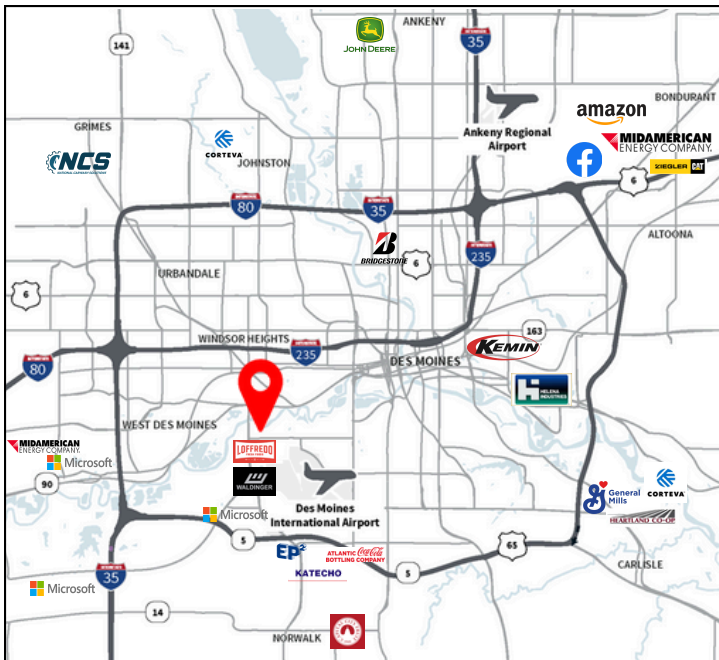 ANKENY
JOHN DEERE
INTERSTATE
35
141
BONDURANT
amazon
Ankeny Regional
Airport
GRIMES
CORTEVA
JOHNSTON
NCS
MIDAMERICAN
ENERGY COMPANY.
ZIEGLER CAT
6
80
35
ALTOONA
BRIDGESTONE
6
235
URBANDALE
6
163
WINDSOR HEIGHTS
235
DES MOINES
KEMIN
80
HELENA
INDUSTRIES
WEST DES MOINES
LOFFREDO
MIDAMERICAN
ENERGY COMPANY.
Microsoft
WALDINGER
90
General
Mills
CORTEVA
Des Moines
International Airport
Microsoft
HEARTLAND CO-OP
5
65
EP2
ATLANTIC Coca-Cola
BOTTLING COMPANY
KATECHO
5
CARLISLE
35
Microsoft
14
NORWALK